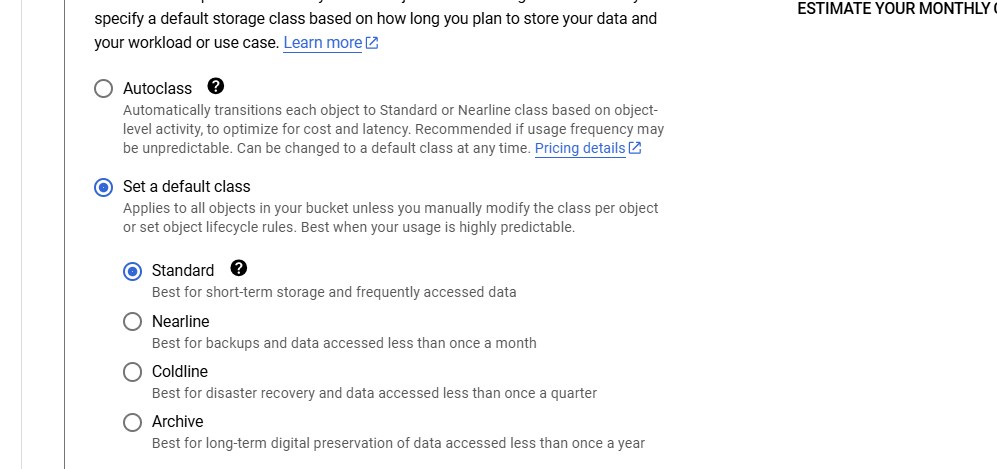 specify a default storage class based on how long you plan to store your data and
your workload or use case. Learn more
ESTIMATE YOUR MONTHLY
Autoclass
Automatically transitions each object to Standard or Nearline class based on object-
level activity, to optimize for cost and latency. Recommended if usage frequency may
be unpredictable. Can be changed to a default class at any time. Pricing details
Set a default class
Applies to all objects in your bucket unless you manually modify the class per object
or set object lifecycle rules. Best when your usage is highly predictable.
Standard
Best for short-term storage and frequently accessed data
Nearline
Best for backups and data accessed less than once a month
Coldline
Best for disaster recovery and data accessed less than once a quarter
Archive
Best for long-term digital preservation of data accessed less than once a year